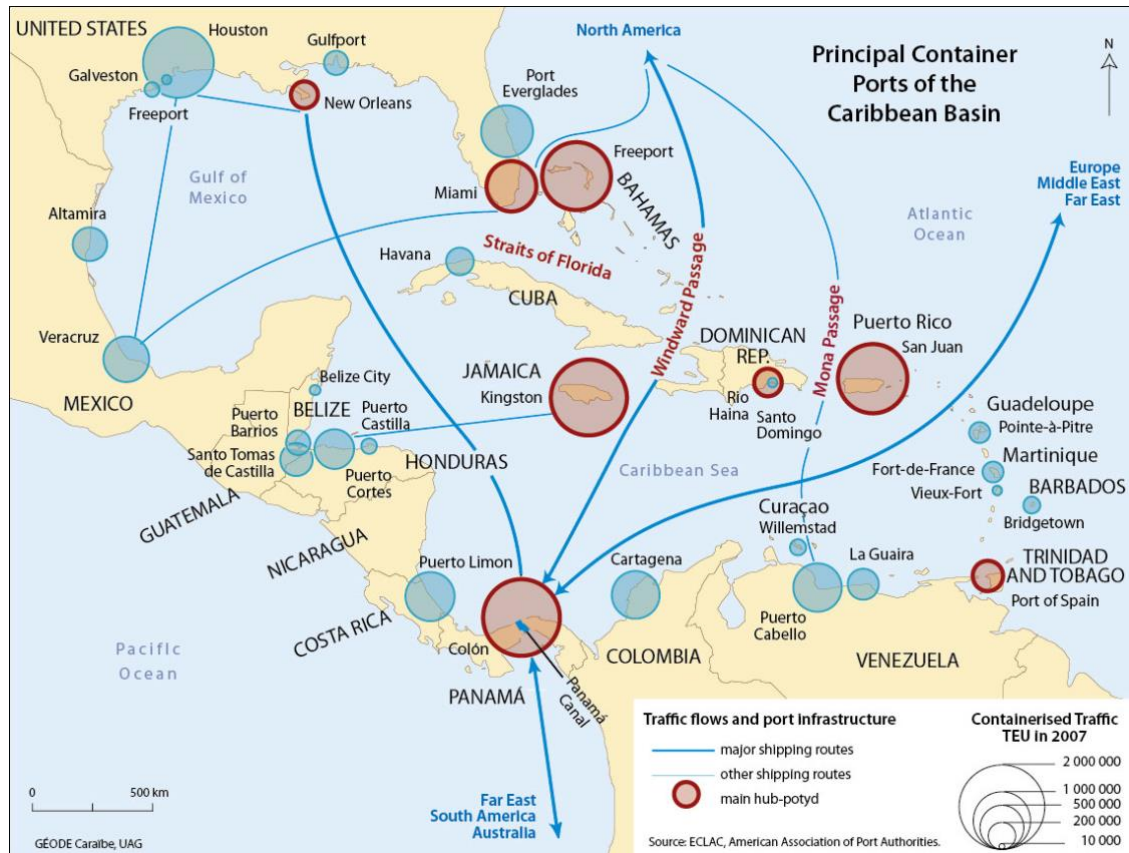 Principal Container
Ports of the
Caribbean Basin
N
UNITED STATES
Houston
Gulfport
Galveston
Freeport
New Orleans
North America
Port
Everglades
Freeport
Miami
BAHAMAS
Gulf of
Mexico
Altamira
Straits of Florida
Havana
CUBA
Windward Passage
Europe
Middle East
Far East
Atlantic
Ocean
Veracruz
MEXICO
JAMAICA
Kingston
DOMINICAN
REP.
Rio
Haina
Santo
Domingo
Mona Passage
Puerto Rico
San Juan
Belize City
BELIZE
Puerto
Barrios
Puerto
Castilla
Santo Tomas
de Castilla
Puerto
Cortes
HONDURAS
GUATEMALA
NICARAGUA
Caribbean Sea
Guadeloupe
Pointe-à-Pitre
Fort-de-France
Martinique
Vieux-Fort
BARBADOS
Bridgetown
Curaçao
Willemstad
Puerto Limon
COSTA RICA
Cartagena
La Guaira
TRINIDAD
AND TOBAGO
Port of Spain
Puerto
Cabello
Colón
PANAMÁ
Panamá
Canal
COLOMBIA
VENEZUELA
Pacific
Ocean
Far East
South America
Australia
0 500 km
GÉODE Caraïbe, UAG
Traffic flows and port infrastructure
major shipping routes
other shipping routes
main hub-potyd
Source: ECLAC, American Association of Port Authorities.
Containerised Traffic
TEU in 2007
2 000 000
1 000 000
500 000
200 000
10 000